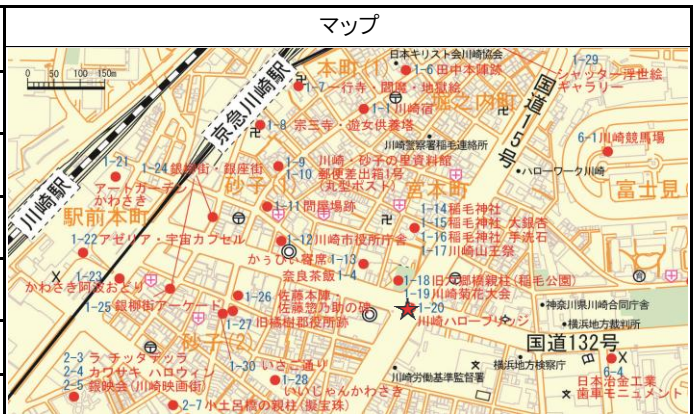 マップ
0 50 100 150m
日本キリスト会川崎協会
1-6 田中本陣跡
1-29
シャッター浮世絵
ギャラリー
本町(1)
1-7 一行寺・閻魔・地獄絵
1-1 川崎宿
堀之内町
国道15号
京急川崎駅
1-8 宗三寺・遊女供養塔
川崎警察署稲毛連絡所
6-1 川崎競馬場
ハローワーク川崎
1-21
アートガーデン
かわさき
1-24 銀柳街・銀座街
砂子(1)
1-9 川崎・砂子の里資料館
1-10 郵便差出箱1号
(丸型ポスト)
宮本町
富士見
川崎駅
駅前本町
1-11 問屋場跡
1-14 稲毛神社
1-15 稲毛神社 大銀杏
1-16 稲毛神社 手洗石
1-17 川崎山王祭
1-22 アゼリア・宇宙カプセル
1-12 川崎市役所庁舎
かわさい寄席 1-13
奈良茶飯 1-4
1-23
かわさき阿波おどり
1-18 旧六郷橋親柱(稲毛公園)
1-19 川崎菊花大会
1-20
川崎ハローブリッジ
1-25 銀柳街アーケード
1-26 佐藤本陣・
佐藤惣乃助の碑
1-27 旧橘樹郡役所跡
神奈川県川崎合同庁舎
横浜地方裁判所
国道132号
砂子(2)
2-3 ラ チッタデッラ
2-4 カワサキ ハロウィン
2-5 銀映会(川崎映画街)
1-30 いさご通り
1-28
いいじゃんかわさき
横浜地方検察庁
川崎労働基準監督署
6-4
日本冶金工業
歯車モニュメント
2-7 小土呂橋の親柱(擬宝珠)